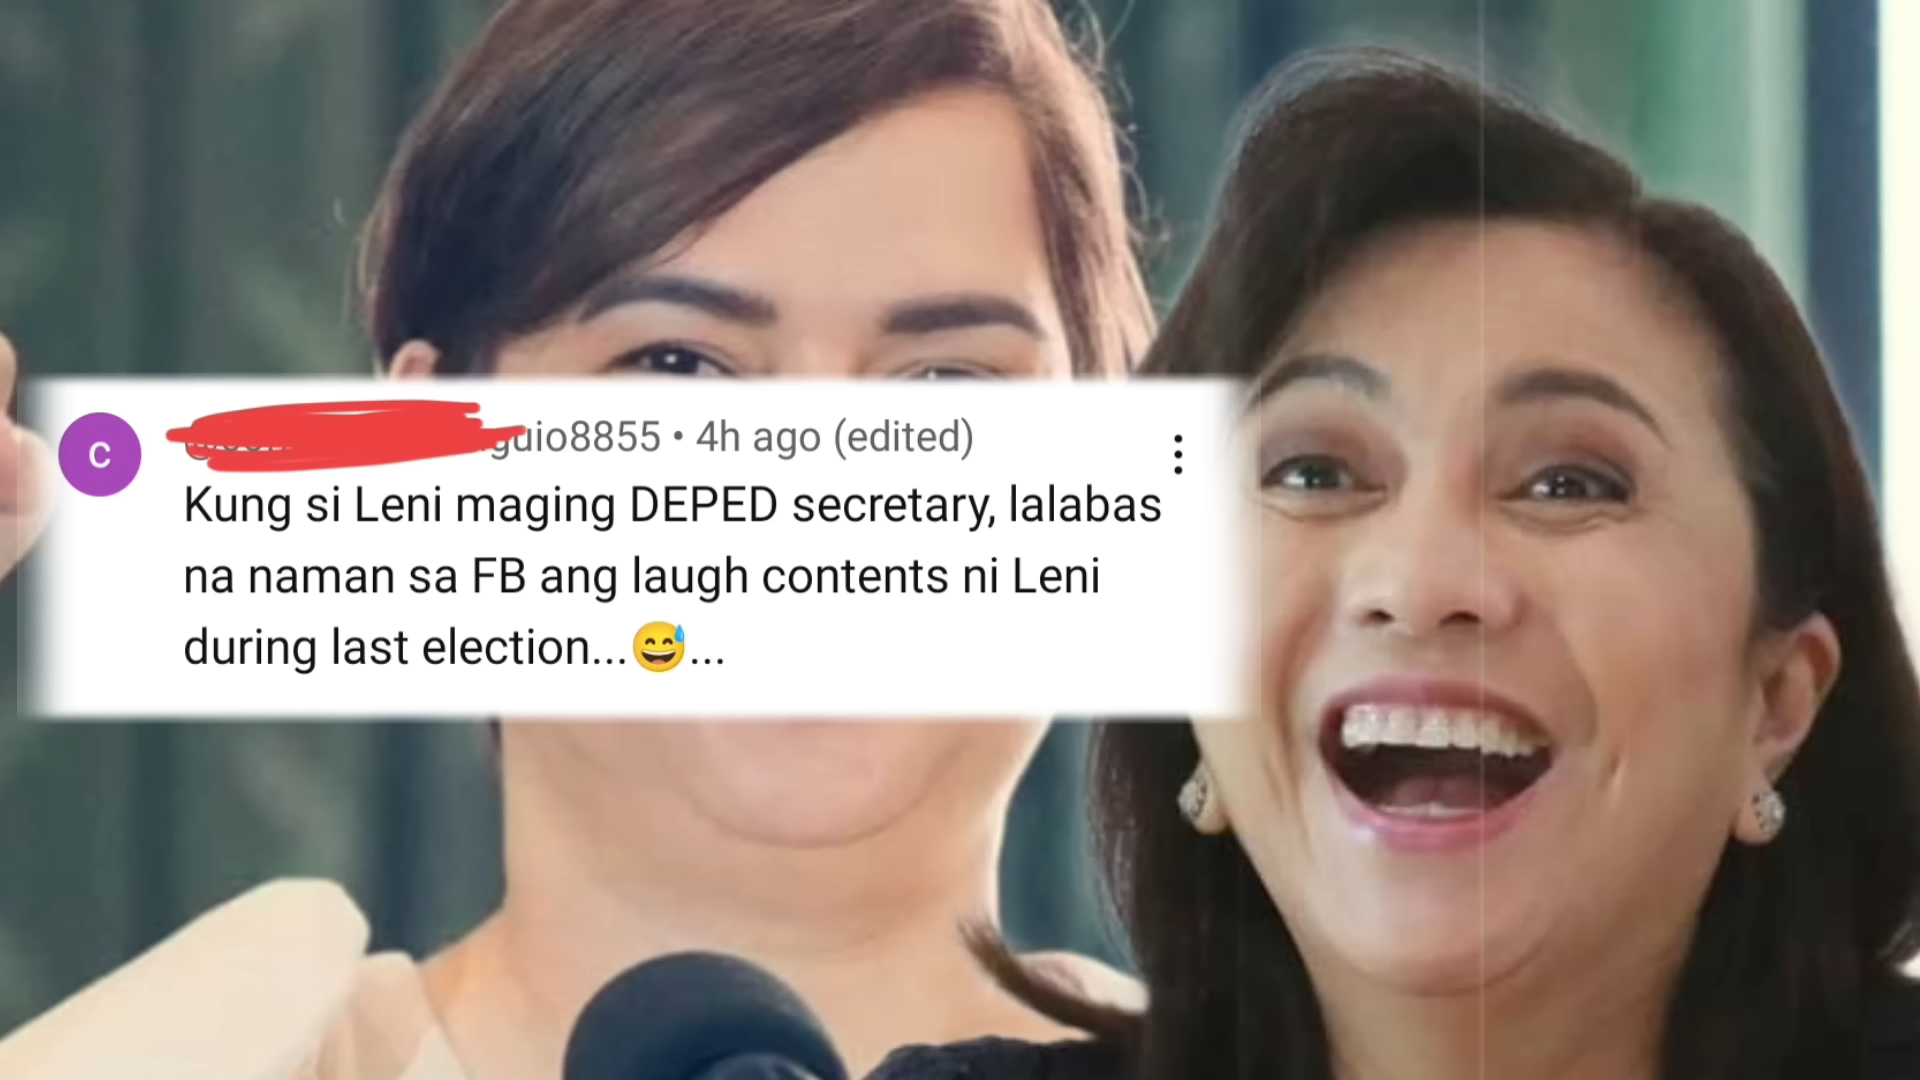 C
guio8855 • 4h ago (edited)
Kung si Leni maging DEPED secretary, lalabas
na naman sa FB ang laugh contents ni Leni
during last election...😅...